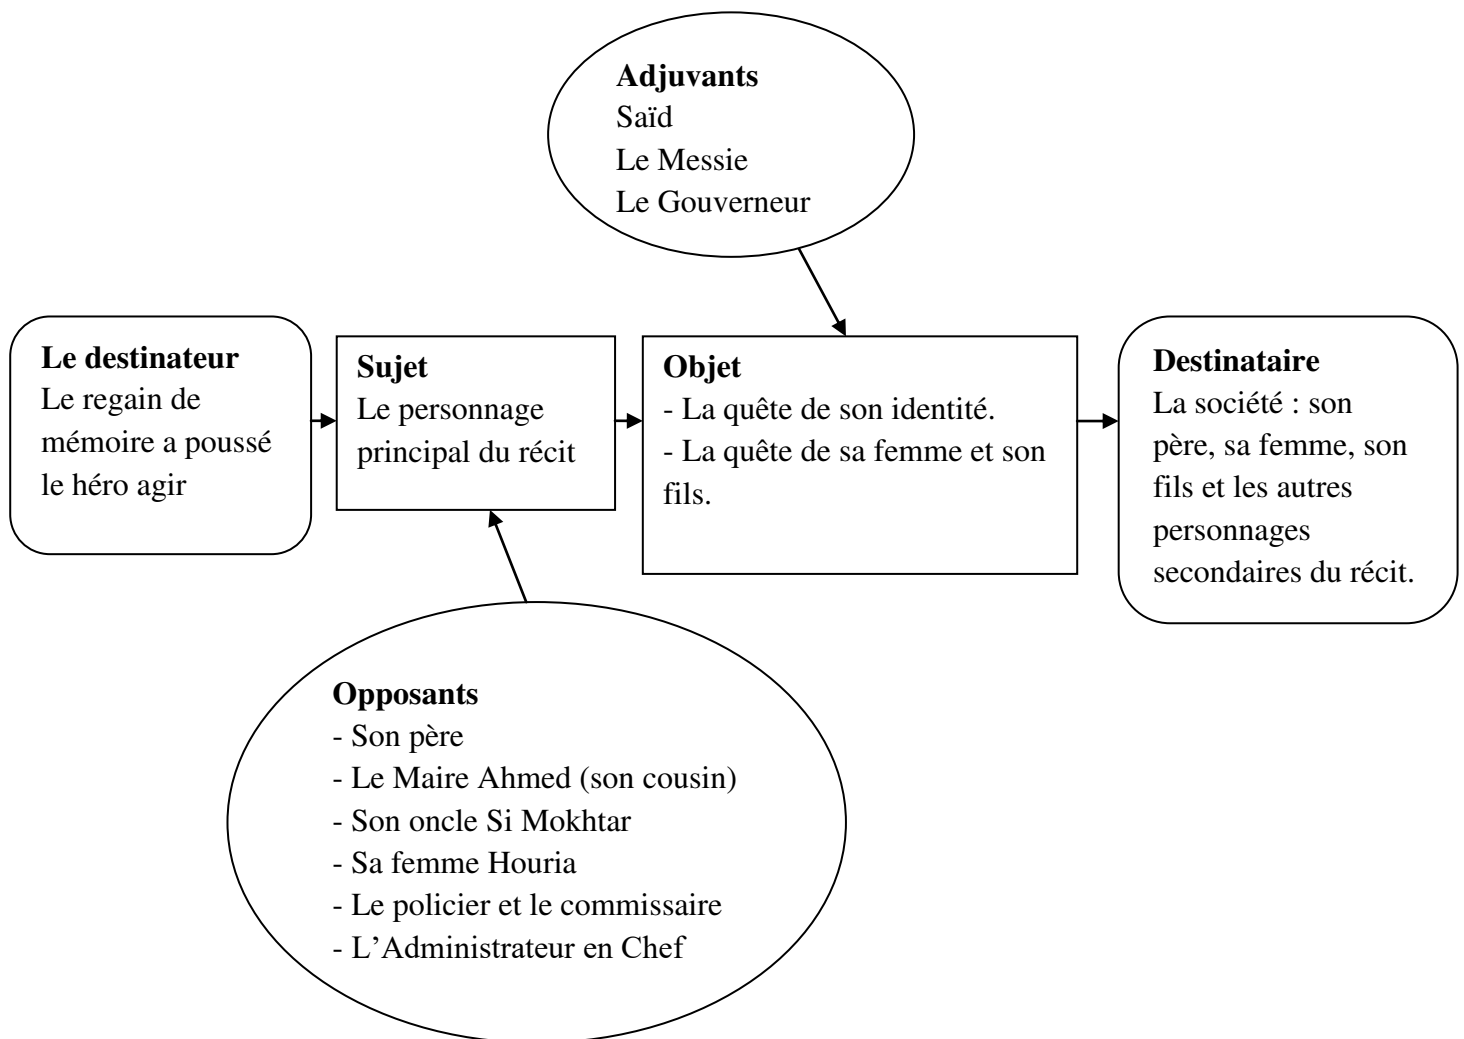 Adjuvants
Saïd
Le Messie
Le Gouverneur
Le destinateur
Le regain de
mémoire a poussé
le héro agir
Sujet
Le personnage
principal du récit
Objet
- La quête de son identité.
- La quête de sa femme et son
fils.
Destinataire
La société : son
père, sa femme, son
fils et les autres
personnages
secondaires du récit.
Opposants
- Son père
- Le Maire Ahmed (son cousin)
- Son oncle Si Mokhtar
- Sa femme Houria
- Le policier et le commissaire
- L’Administrateur en Chef